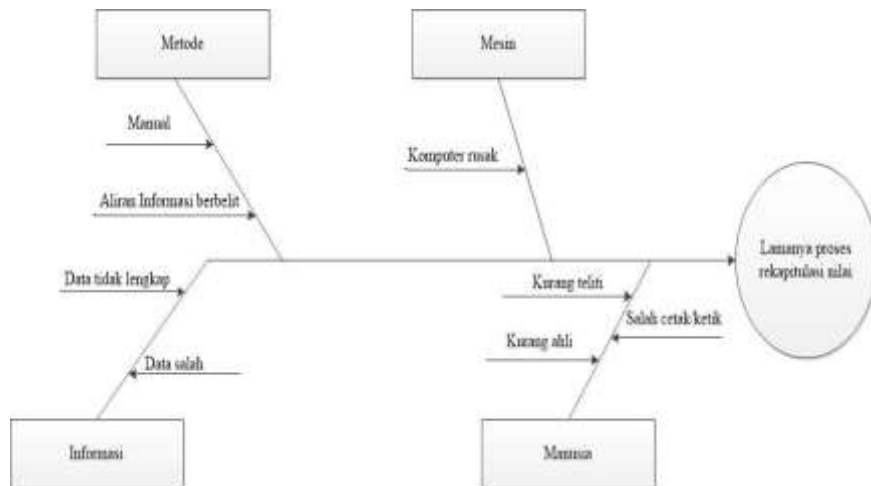 Metode
Mesin
Manual
Komputer rusak
Aliran Informasi berbelit
Lamanya proses
rekapitulasi nilai
Data tidak lengkap
Kurang teliti
Salah cetak/ketik
Kurang ahli
Data salah
Informasi
Manusia